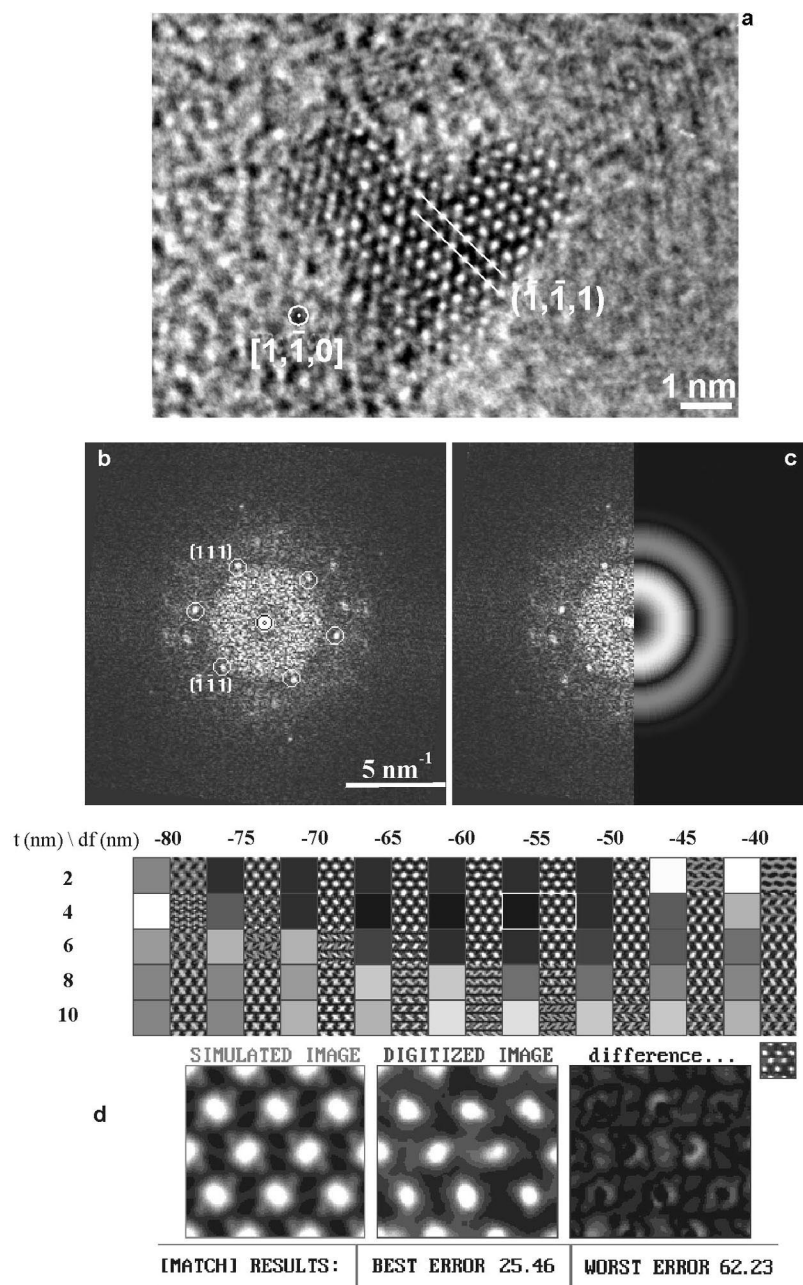 a
(1̄,1̄,1)
[1,1̄,0]
1 nm
b
(111)
(1̄1̄1)
5 nm⁻¹
c
t (nm) \ df (nm) -80 -75 -70 -65 -60 -55 -50 -45 -40
2
4
6
8
10
SIMULATED IMAGE DIGITIZED IMAGE difference...
d
[MATCH] RESULTS: BEST ERROR 25.46 WORST ERROR 62.23